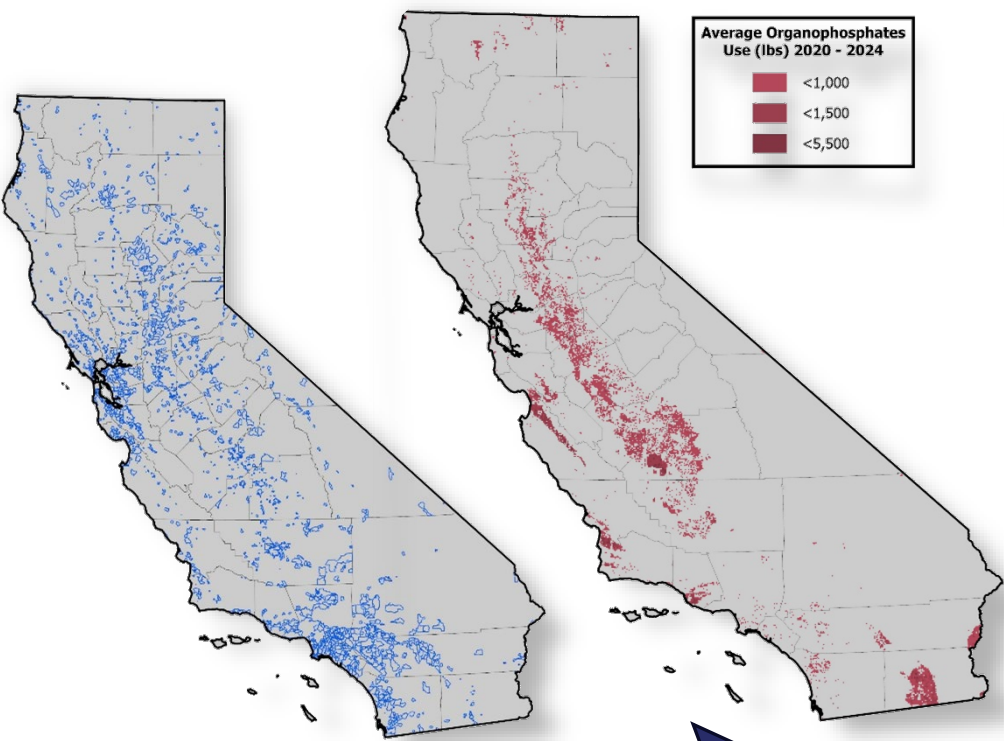 Average Organophosphates
Use (lbs) 2020 - 2024
<1,000
<1,500
<5,500